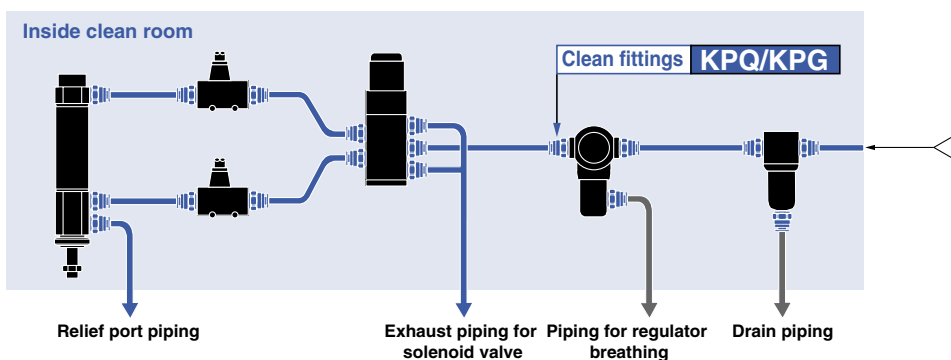 Inside clean room
Clean fittings KPQ/KPG
Relief port piping
Exhaust piping for
solenoid valve
Piping for regulator
breathing
Drain piping